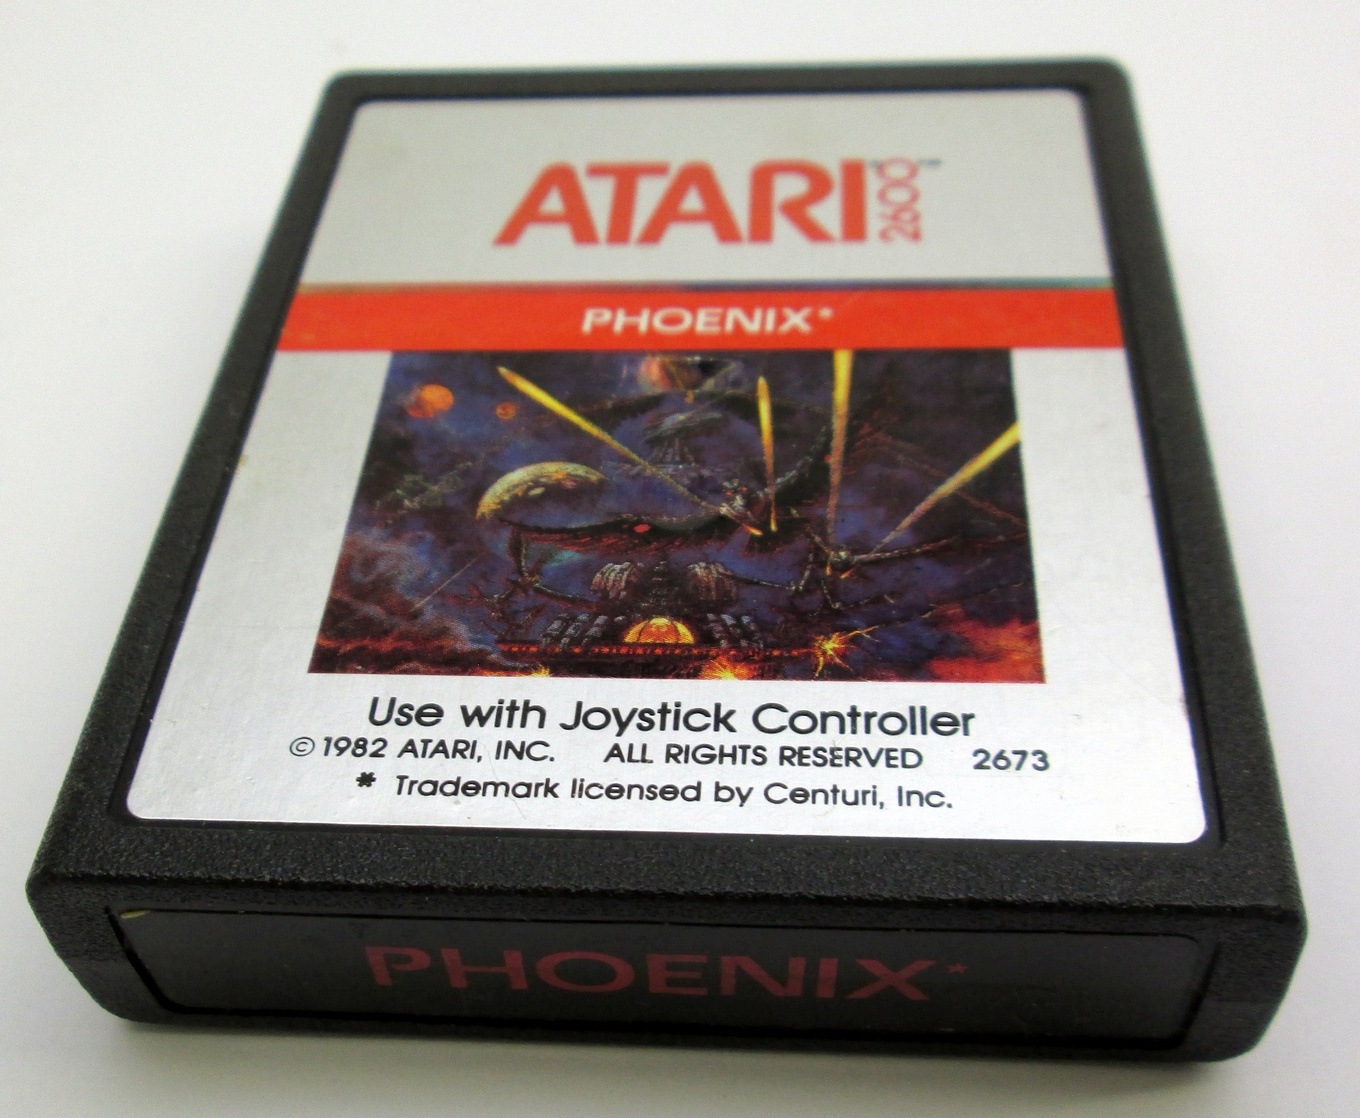 ATARI 2600™
PHOENIX*
Use with Joystick Controller
© 1982 ATARI, INC. ALL RIGHTS RESERVED 2673
* Trademark licensed by Centuri, Inc.
PHOENIX*